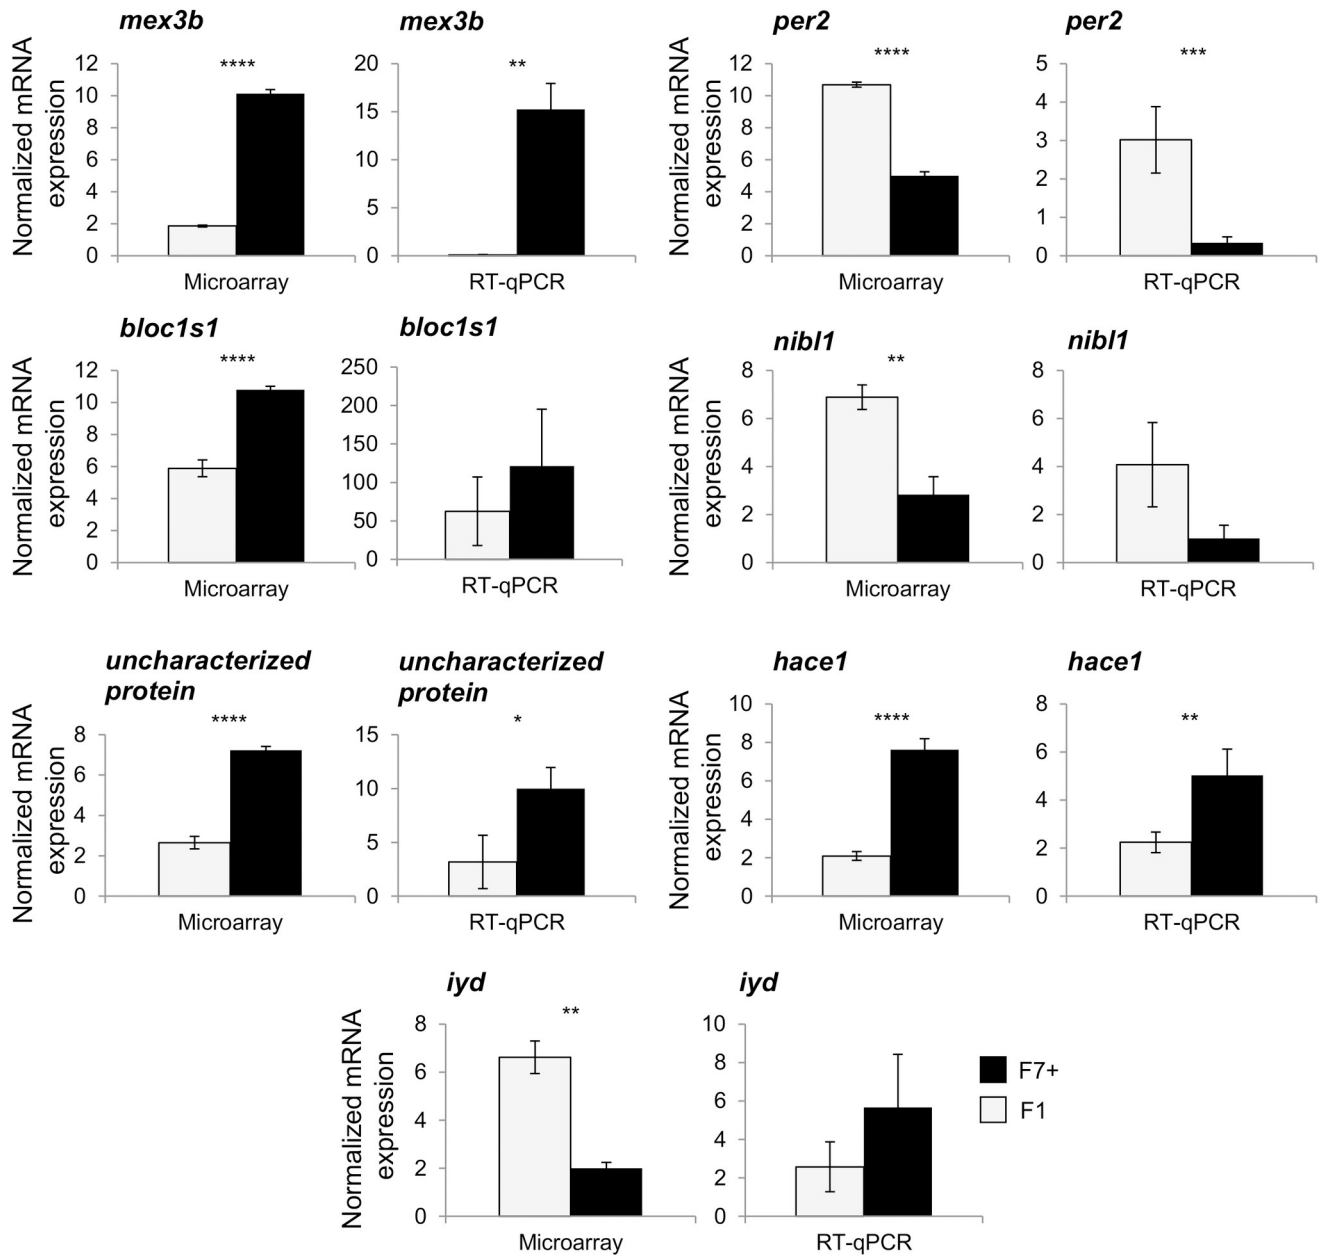 mex3b
mex3b
per2
per2
Normalized mRNA
expression
12
10
8
6
4
2
0
****
Microarray
20
15
10
5
0
**
RT-qPCR
Normalized mRNA
expression
12
10
8
6
4
2
0
****
Microarray
5
4
3
2
1
0
***
RT-qPCR
bloc1s1
bloc1s1
nibl1
nibl1
Normalized mRNA
expression
12
10
8
6
4
2
0
****
Microarray
250
200
150
100
50
0
RT-qPCR
Normalized mRNA
expression
8
6
4
2
0
**
Microarray
8
6
4
2
0
RT-qPCR
uncharacterized
protein
uncharacterized
protein
hace1
hace1
Normalized mRNA
expression
8
6
4
2
0
****
Microarray
15
10
5
0
*
RT-qPCR
Normalized mRNA
expression
10
8
6
4
2
0
****
Microarray
8
6
4
2
0
**
RT-qPCR
iyd
iyd
Normalized mRNA
expression
8
6
4
2
0
**
Microarray
10
8
6
4
2
0
RT-qPCR
F7+
F1